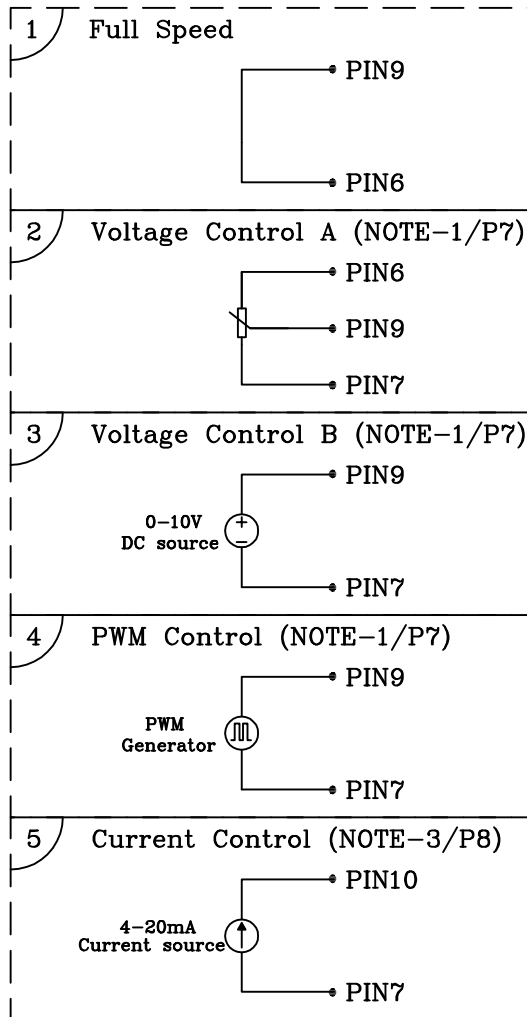 1 Full Speed
PIN9
PIN6
2 Voltage Control A (NOTE-1/P7)
PIN6
PIN9
PIN7
3 Voltage Control B (NOTE-1/P7)
PIN9
0-10V
DC source
PIN7
4 PWM Control (NOTE-1/P7)
PIN9
PWM
Generator
PIN7
5 Current Control (NOTE-3/P8)
PIN10
4-20mA
Current source
PIN7